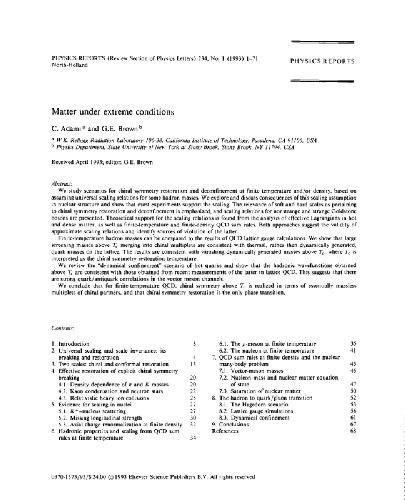 PHYSICS REPORTS (Review Section of Physics Letters) 234, No. 1 (1993) 1–71.
North-Holland
PHYSICS REPORTS
Matter under extreme conditions
C. Adami a and G.E. Brown b
a W.K. Kellogg Radiation Laboratory 106-38, California Institute of Technology, Pasadena, CA 91125, USA
b Physics Department, State University of New York at Stony Brook, Stony Brook, NY 11794, USA
Received April 1993; editor: G.E. Brown
Abstract:
We study scenarios for chiral symmetry restoration and deconfinement at finite temperature and/or density, based on
assuming universal scaling relations for some hadron masses. We explore and discuss consequences of this scaling assumption
in nuclear structure and show that most experiments support the scaling. The relevance of soft and hard scales as pertaining
to chiral symmetry restoration and deconfinement is emphasized, and scaling relations for non-strange and strange Goldstone
bosons are presented. Theoretical support for the scaling relations is found from the analysis of effective Lagrangians in hot
and dense matter, as well as finite-temperature and finite-density QCD sum rules. Both approaches suggest the validity of
approximate scaling relations and identify sources of violation of the latter.
Finite-temperature hadron masses can be compared to the results of QCD lattice gauge calculations. We show that large
screening masses above Tc merging into chiral multiplets are consistent with thermal, rather than dynamically generated,
quark masses on the lattice. The results are consistent with vanishing dynamically generated masses above Tc, where Tc is
interpreted as the chiral symmetry restoration temperature.
We review the "dynamical confinement" scenario of hot quarks and show that the hadronic wavefunctions obtained
above Tc are consistent with those obtained from recent measurements of the latter in lattice QCD. This suggests that there
are strong quark/antiquark correlations in the vector meson channel.
We conclude that for finite-temperature QCD, chiral symmetry above Tc is realized in terms of eventually massless
multiplets of chiral partners, and that chiral symmetry restoration is the only phase transition.
Contents:
1. Introduction 3
2. Universal scaling and scale invariance: its
breaking and restoration 4
3. Two scales: chiral and conformal restoration 13
4. Effective restoration of explicit chiral symmetry
breaking 20
4.1. Density dependence of π and K masses 20
4.2. Kaon condensation and neutron stars 22
4.3. Relativistic heavy ion collisions 25
5. Evidence for scaling in nuclei 27
5.1. K+-nucleus scattering 27
5.2. Missing longitudinal strength 30
5.3. Axial charge renormalization at finite density 32
6. Hadronic properties and scaling from QCD sum
rules at finite temperature 34
6.1. The ρ-meson at finite temperature 35
6.2. The nucleon at finite temperature 41
7. QCD sum rules at finite density and the nuclear
many-body problem 45
7.1. Vector-meson masses 45
7.2. Nucleon mass and nuclear matter equation
of state 47
7.3. Saturation of nuclear matter 50
8. The hadron to quark/gluon transition 52
8.1. The Hagedorn scenario 53
8.2. Lattice gauge simulations 56
8.3. Dynamical confinement 61
9. Conclusions 67
References 68
0370-1573/93/$24.00 © 1993 Elsevier Science Publishers B.V. All rights reserved